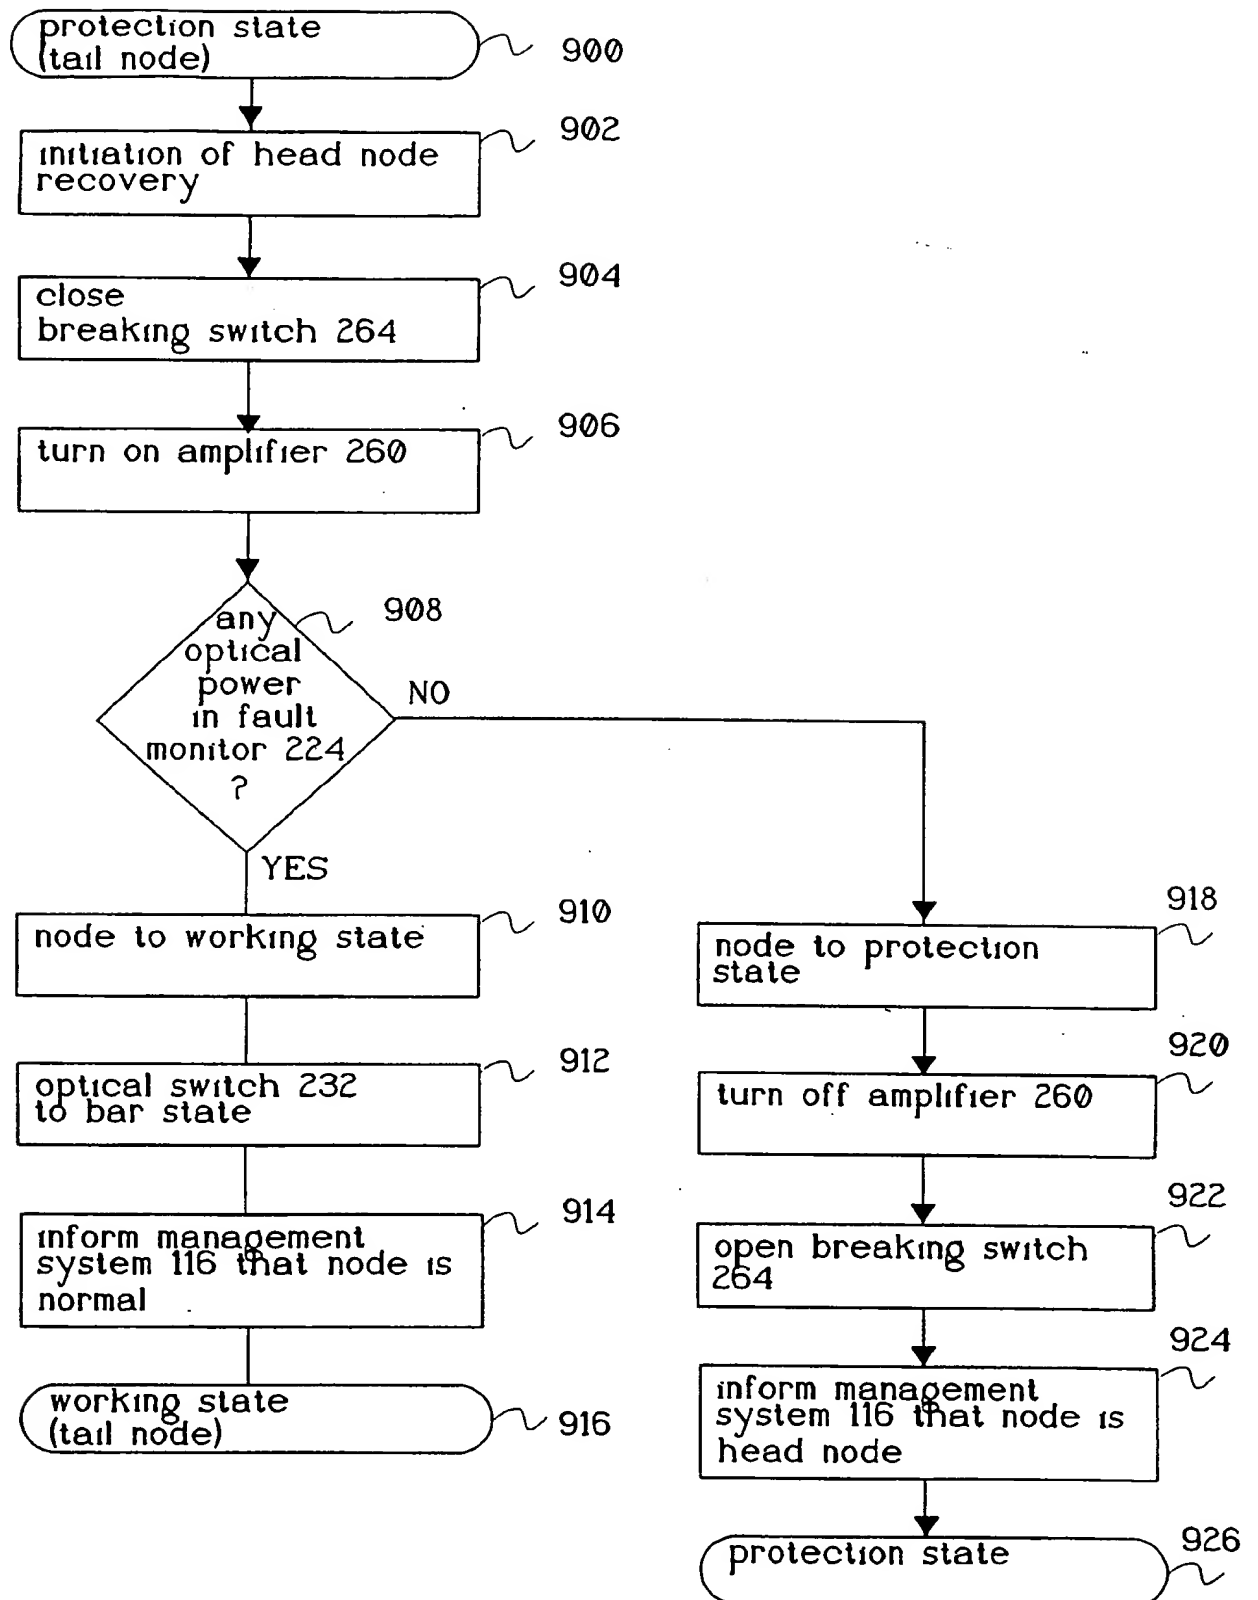 protection state
(tail node)
900
902
initiation of head node
recovery
904
close
breaking switch 264
906
turn on amplifier 260
908
any
optical
power
in fault
monitor 224
?
NO
YES
910
node to working state
912
optical switch 232
to bar state
914
inform management
system 116 that node is
normal
working state
(tail node)
916
918
node to protection
state
920
turn off amplifier 260
922
open breaking switch
264
924
inform management
system 116 that node is
head node
926
protection state